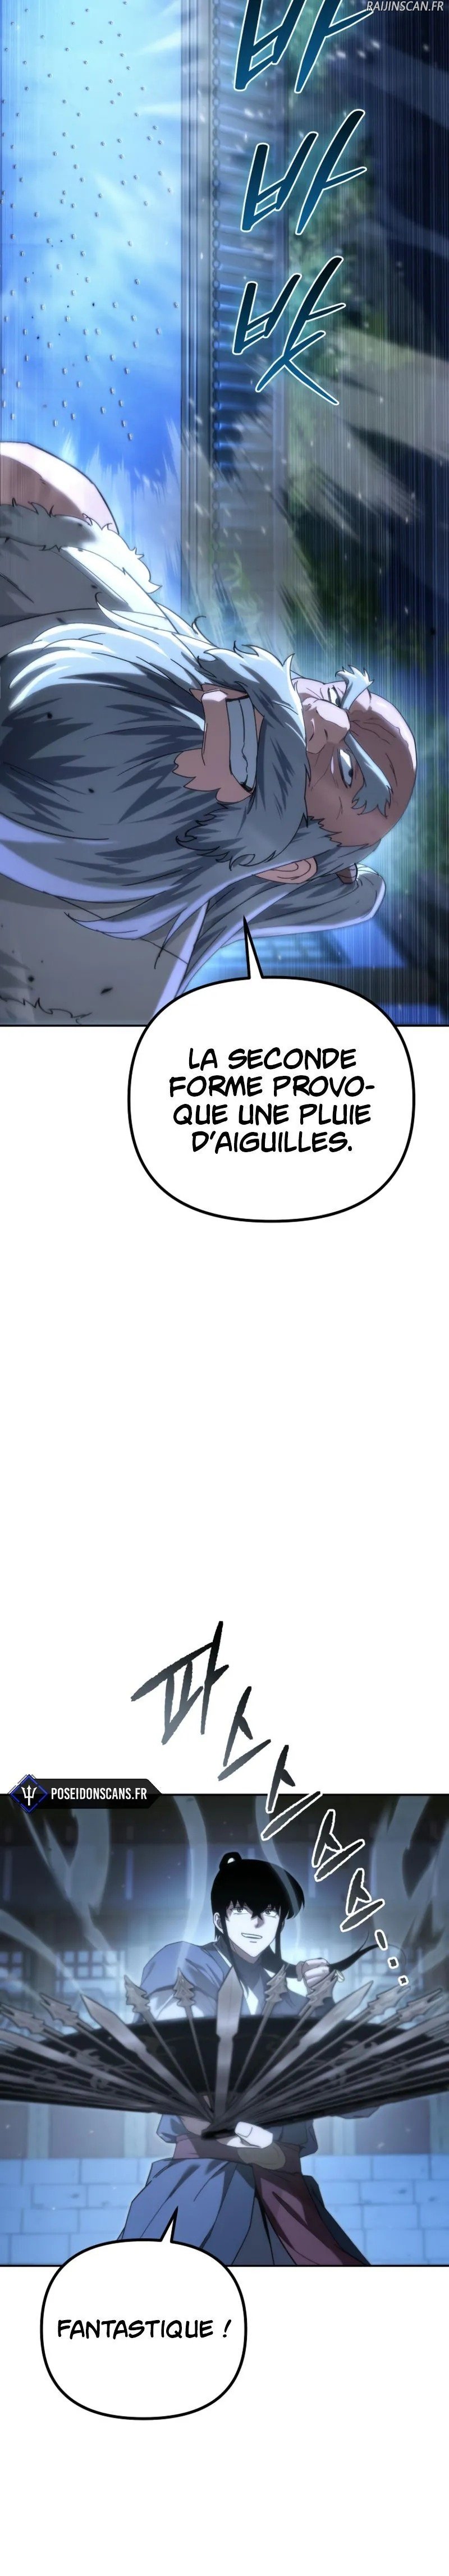 RAIJINSCAN.FR
바
바
밧
LA SECONDE
FORME PROVO-
QUE UNE PLUIE
D'AIGUILLES.
파스스스...
POSEIDONSCANS.FR
FANTASTIQUE !